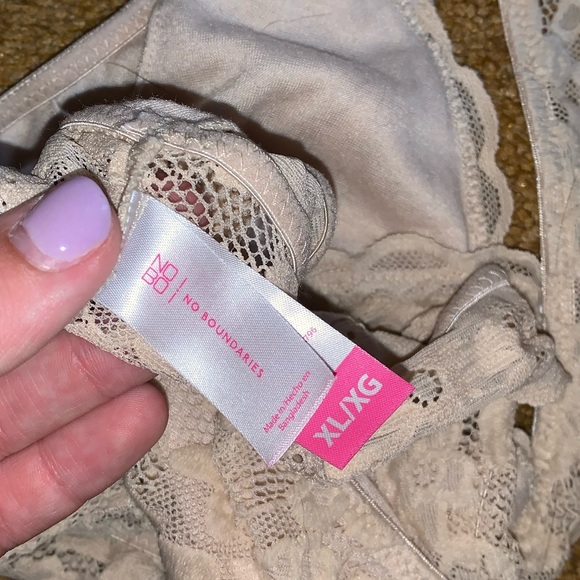 NO
BO
NO BOUNDARIES
Made in/Hecho en
Bangladesh
XL/XG